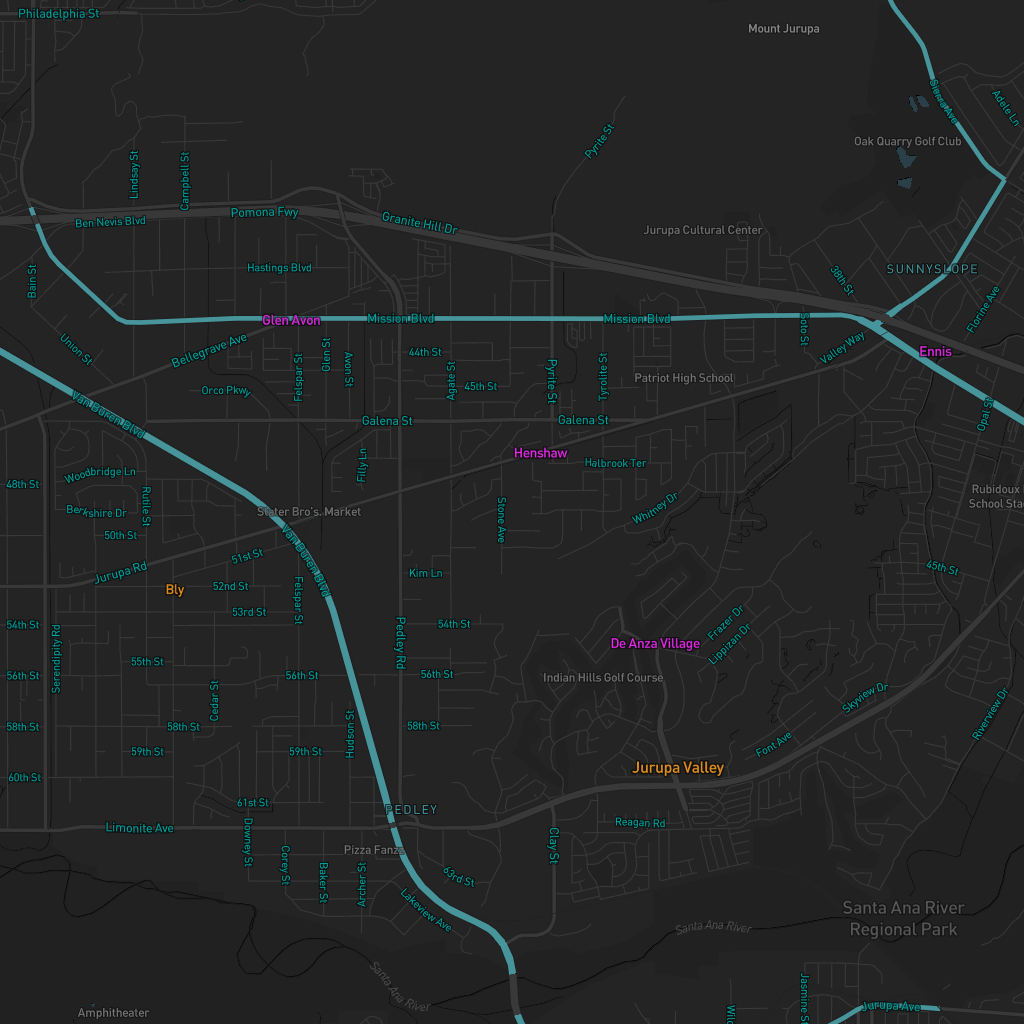 Philadelphia St
Mount Jurupa
Sierra Ave
Adele Ln
Pyrite St
Oak Quarry Golf Club
Lindsay St
Campbell St
Ben Nevis Blvd
Pomona Fwy
Granite Hill Dr
Jurupa Cultural Center
Bain St
Hastings Blvd
38th St
SUNNYSLOPE
Florine Ave
Glen Avon
Mission Blvd
Mission Blvd
Soto St
Union St
Bellegrave Ave
Glen St
Avon St
44th St
Valley Way
Ennis
Felspar St
Orco Pkwy
Agate St
45th St
Pyrite St
Tyrolite St
Patriot High School
Van Buren Blvd
Galena St
Galena St
Opal St
Henshaw
Halbrook Ter
Filly Ln
48th St
Woodbridge Ln
Rutile St
Berkshire Dr
Stater Bro's. Market
Stone Ave
Whitney Dr
Rubidoux
School Sta
50th St
51st St
Van Buren Blvd
Jurupa Rd
Bly
52nd St
Felspar St
Kim Ln
45th St
53rd St
54th St
54th St
Serendipity Rd
Pedley Rd
De Anza Village
Frazer Dr
Lippizan Dr
55th St
56th St
56th St
56th St
Indian Hills Golf Course
Cedar St
Skyview Dr
Riverview Dr
58th St
58th St
Hudson St
58th St
59th St
59th St
Font Ave
60th St
Jurupa Valley
61st St
PEDLEY
Limonite Ave
Reagan Rd
Downey St
Corey St
Pizza Fanzz
Clay St
Baker St
Archer St
63rd St
Lakeview Ave
Santa Ana River
Regional Park
Santa Ana River
Santa Ana River
Jasmine St
Jurupa Ave
Amphitheater